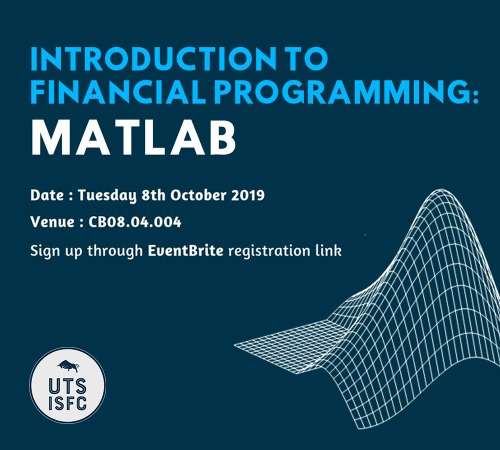 INTRODUCTION TO
FINANCIAL PROGRAMMING:
MATLAB
Date : Tuesday 8th October 2019
Venue : CB08.04.004
Sign up through EventBrite registration link
UTS
ISFC